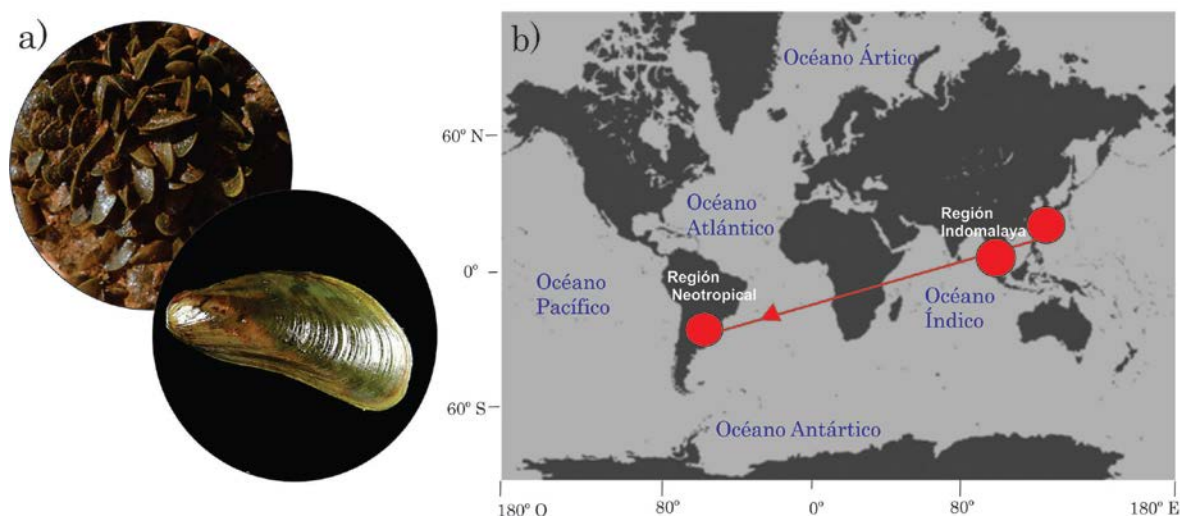 a)
b)
Océano Ártico
60º N
Océano
Atlántico
Región
Indomalaya
0º
Océano
Pacífico
Región
Neotropical
Océano
Índico
60º S
Océano Antártico
180º O
80º
0º
80º
180º E